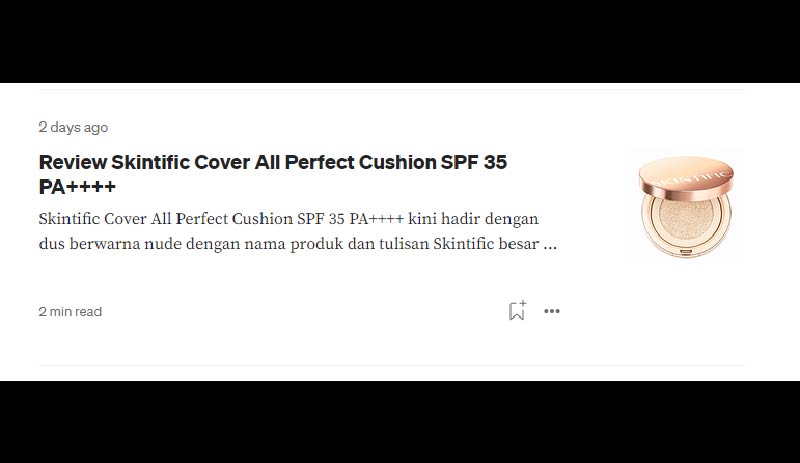 2 days ago
Review Skintific Cover All Perfect Cushion SPF 35
PA++++
Skintific Cover All Perfect Cushion SPF 35 PA++++ kini hadir dengan
dus berwarna nude dengan nama produk dan tulisan Skintific besar ...
SKINTIFIC
2 min read